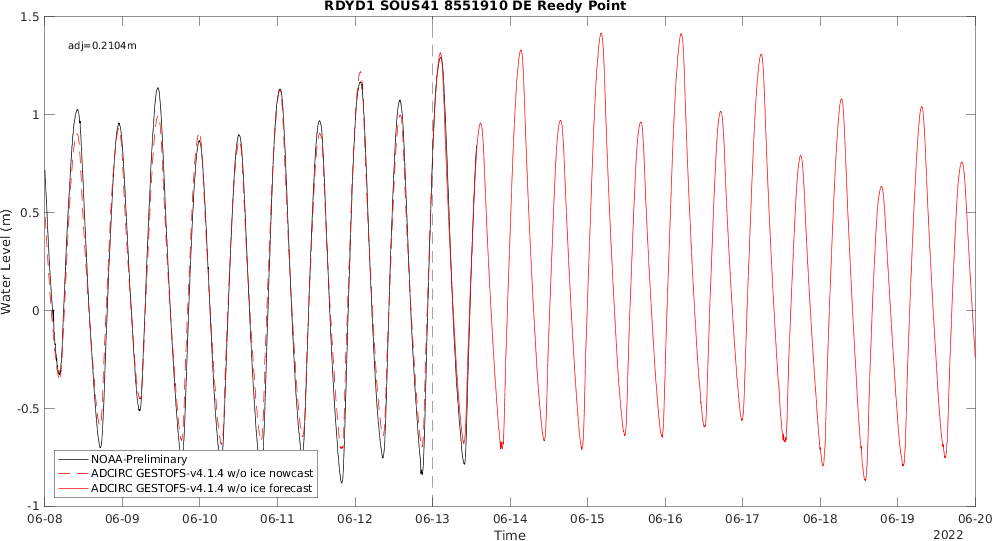 RDYD1 SOUS41 8551910 DE Reedy Point
adj=0.2104m
Water Level (m)
1.5
1
0.5
0
-0.5
-1
NOAA-Preliminary
ADCIRC GESTOFS-v4.1.4 w/o ice nowcast
ADCIRC GESTOFS-v4.1.4 w/o ice forecast
06-08 06-09 06-10 06-11 06-12 06-13 06-14 06-15 06-16 06-17 06-18 06-19 06-20
Time
2022